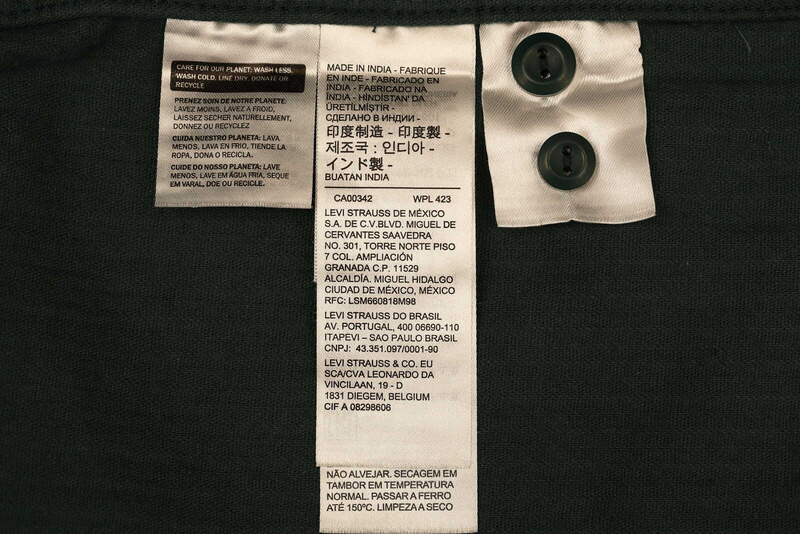 CARE FOR OUR PLANET: WASH LESS,
WASH COLD, LINE DRY, DONATE OR
RECYCLE
PRENEZ SOIN DE NOTRE PLANETE:
LAVEZ MOINS, LAVEZ A FROID,
LAISSEZ SECHER NATURELLEMENT,
DONNEZ OU RECYCLEZ
CUIDA NUESTRO PLANETA: LAVA
MENOS, LAVA EN FRIO, TIENDE LA
ROPA, DONA O RECICLA.
CUIDE DO NOSSO PLANETA: LAVE
MENOS, LAVE EM ÁGUA FRIA, SEQUE
EM VARAL, DOE OU RECICLE.
MADE IN INDIA - FABRIQUE
EN INDE - FABRICADO EN
INDIA - FABRICADO NA
ÍNDIA - HİNDİSTAN' DA
ÜRETİLMİŞTİR -
СДЕЛАНО В ИНДИИ -
印度制造 - 印度製 -
제조국 : 인디아 -
インド製 -
BUATAN INDIA
CA00342 WPL 423
LEVI STRAUSS DE MÉXICO
S.A. DE C.V.BLVD. MIGUEL DE
CERVANTES SAAVEDRA
NO. 301, TORRE NORTE PISO
7 COL. AMPLIACIÓN
GRANADA C.P. 11529
ALCALDÍA. MIGUEL HIDALGO
CIUDAD DE MÉXICO, MÉXICO
RFC: LSM660818M98
LEVI STRAUSS DO BRASIL
AV. PORTUGAL, 400 06690-110
ITAPEVI – SAO PAULO BRASIL
CNPJ: 43.351.097/0001-90
LEVI STRAUSS & CO. EU
SCA/CVA LEONARDO DA
VINCILAAN, 19 - D
1831 DIEGEM, BELGIUM
CIF A 08298606
NÃO ALVEJAR. SECAGEM EM
TAMBOR EM TEMPERATURA
NORMAL. PASSAR A FERRO
ATÉ 150ºC. LIMPEZA A SECO